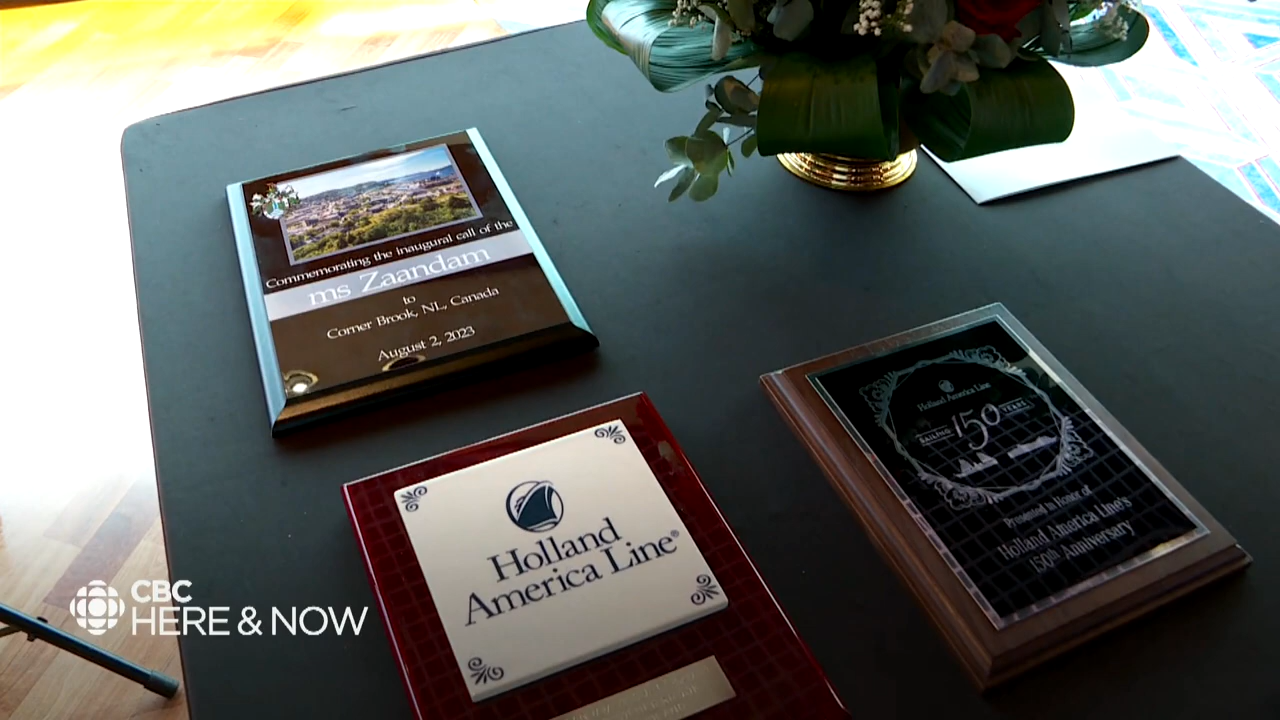 Commemorating the inaugural call of the
ms Zaandam
to
Corner Brook, NL, Canada
August 2, 2023
Holland
America Line®
Holland America Line
SAILING 150 YEARS
Presented in Honor of
Holland America Line's
150th Anniversary
CBC
HERE & NOW